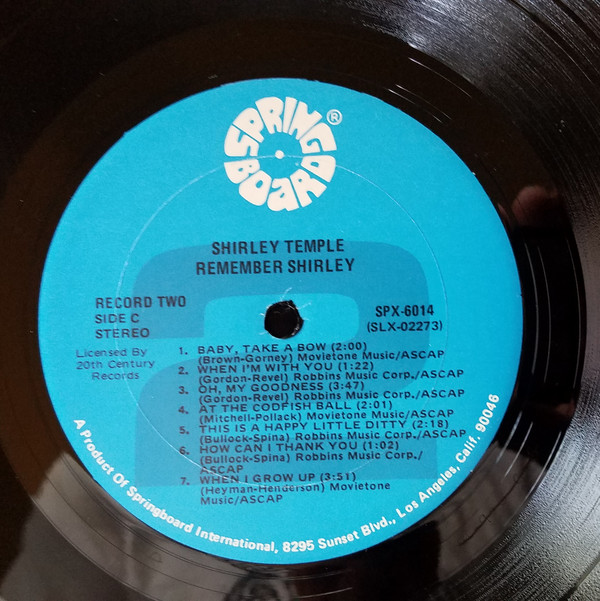 SPRINGBOARD®
SHIRLEY TEMPLE
REMEMBER SHIRLEY
RECORD TWO
SIDE C
STEREO
Licensed By
20th Century
Records
SPX-6014
(SLX-02273)
2
1. BABY, TAKE A BOW (2:00)
(Brown-Gorney) Movietone Music/ASCAP
2. WHEN I'M WITH YOU (1:22)
(Gordon-Revel) Robbins Music Corp./ASCAP
3. OH, MY GOODNESS (3:47)
(Gordon-Revel) Robbins Music Corp./ASCAP
4. AT THE CODFISH BALL (2:01)
(Mitchell-Pollack) Movietone Music/ASCAP
5. THIS IS A HAPPY LITTLE DITTY (2:18)
(Bullock-Spina) Robbins Music Corp./ASCAP
6. HOW CAN I THANK YOU (1:02)
(Bullock-Spina) Robbins Music Corp./
ASCAP
7. WHEN I GROW UP (3:51)
(Heyman-Henderson) Movietone
Music/ASCAP
A Product Of Springboard International, 8295 Sunset Blvd., Los Angeles, Calif. 90046